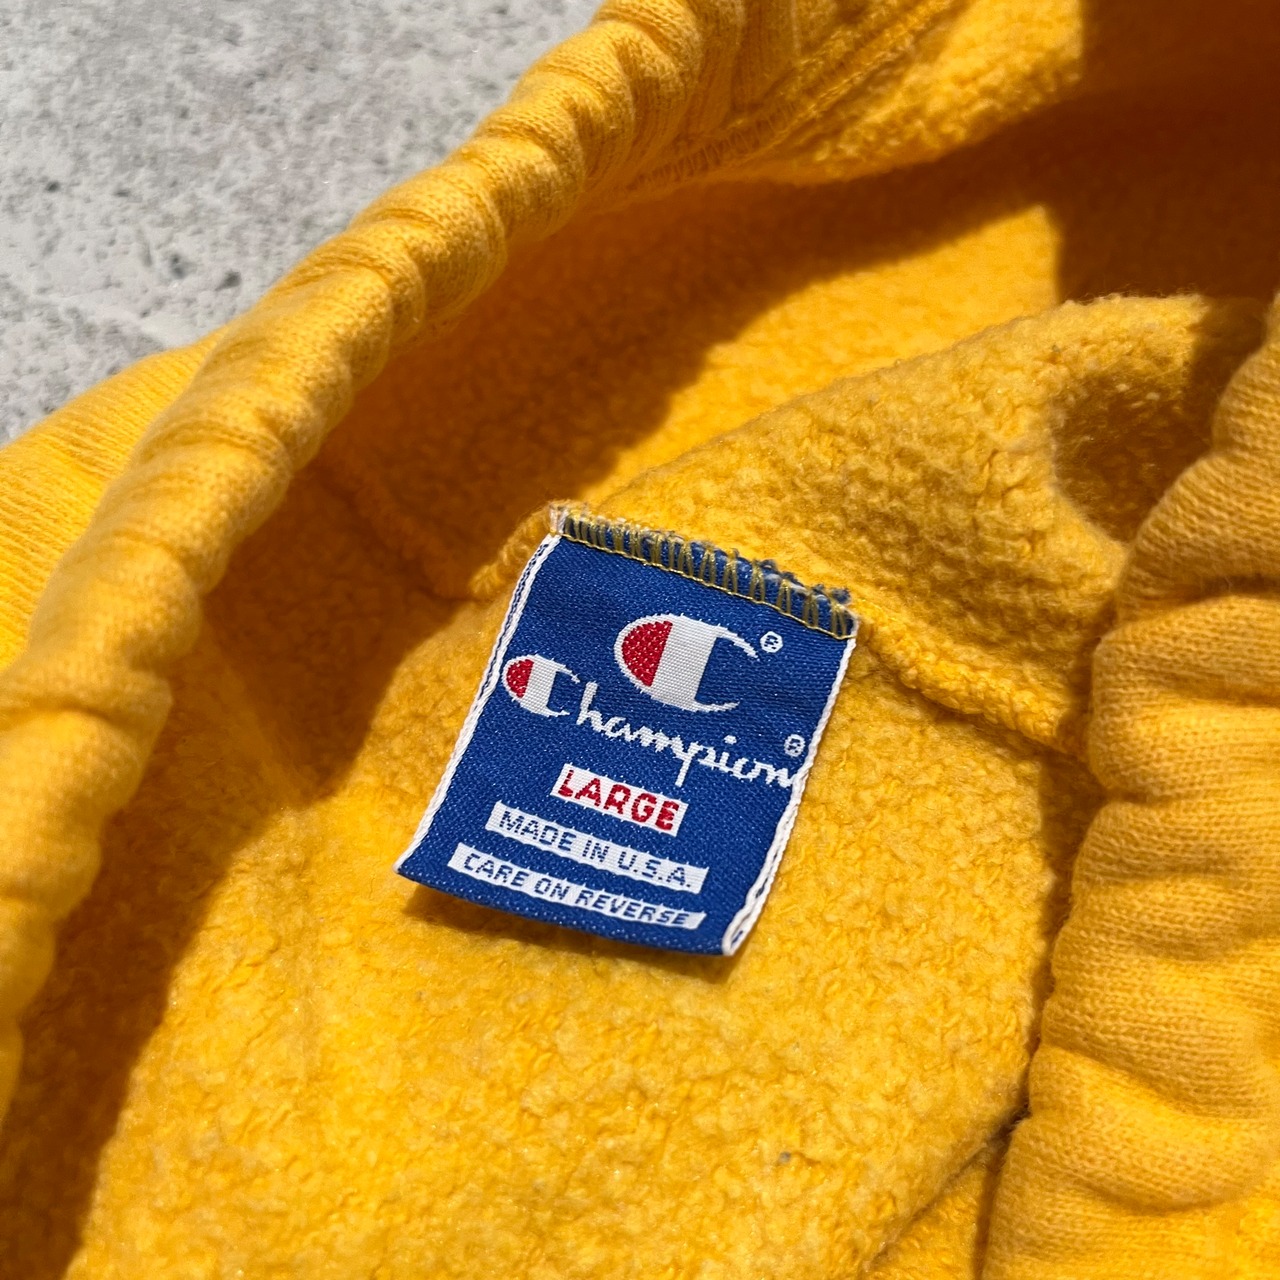 C®
Champion®
LARGE
MADE IN U.S.A.
CARE ON REVERSE